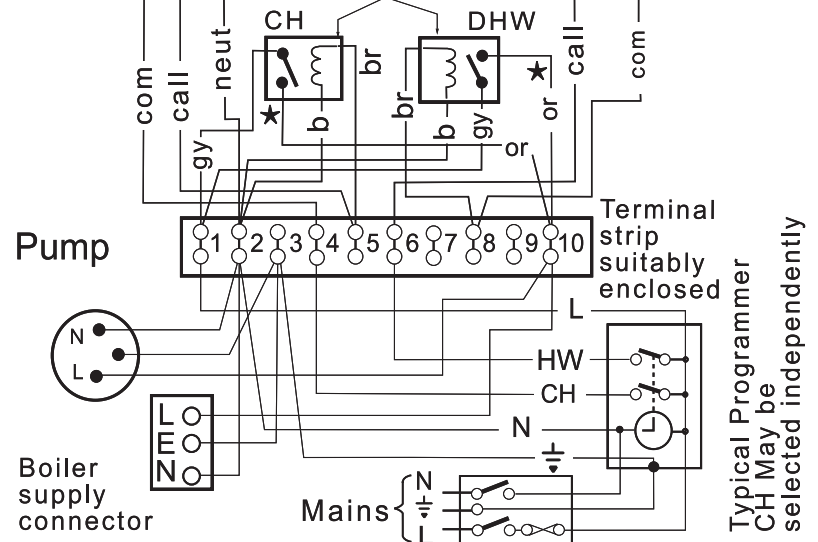 CH
DHW
com
call
neut
br
br
call
com
gy
b
b
gy
or
or
1 2 3 4 5 6 7 8 9 10
Terminal
strip
suitably
enclosed
Pump
N
L
L
HW
CH
N
L
E
N
Boiler
supply
connector
Mains
N
L
Typical Programmer
CH May be
selected independently